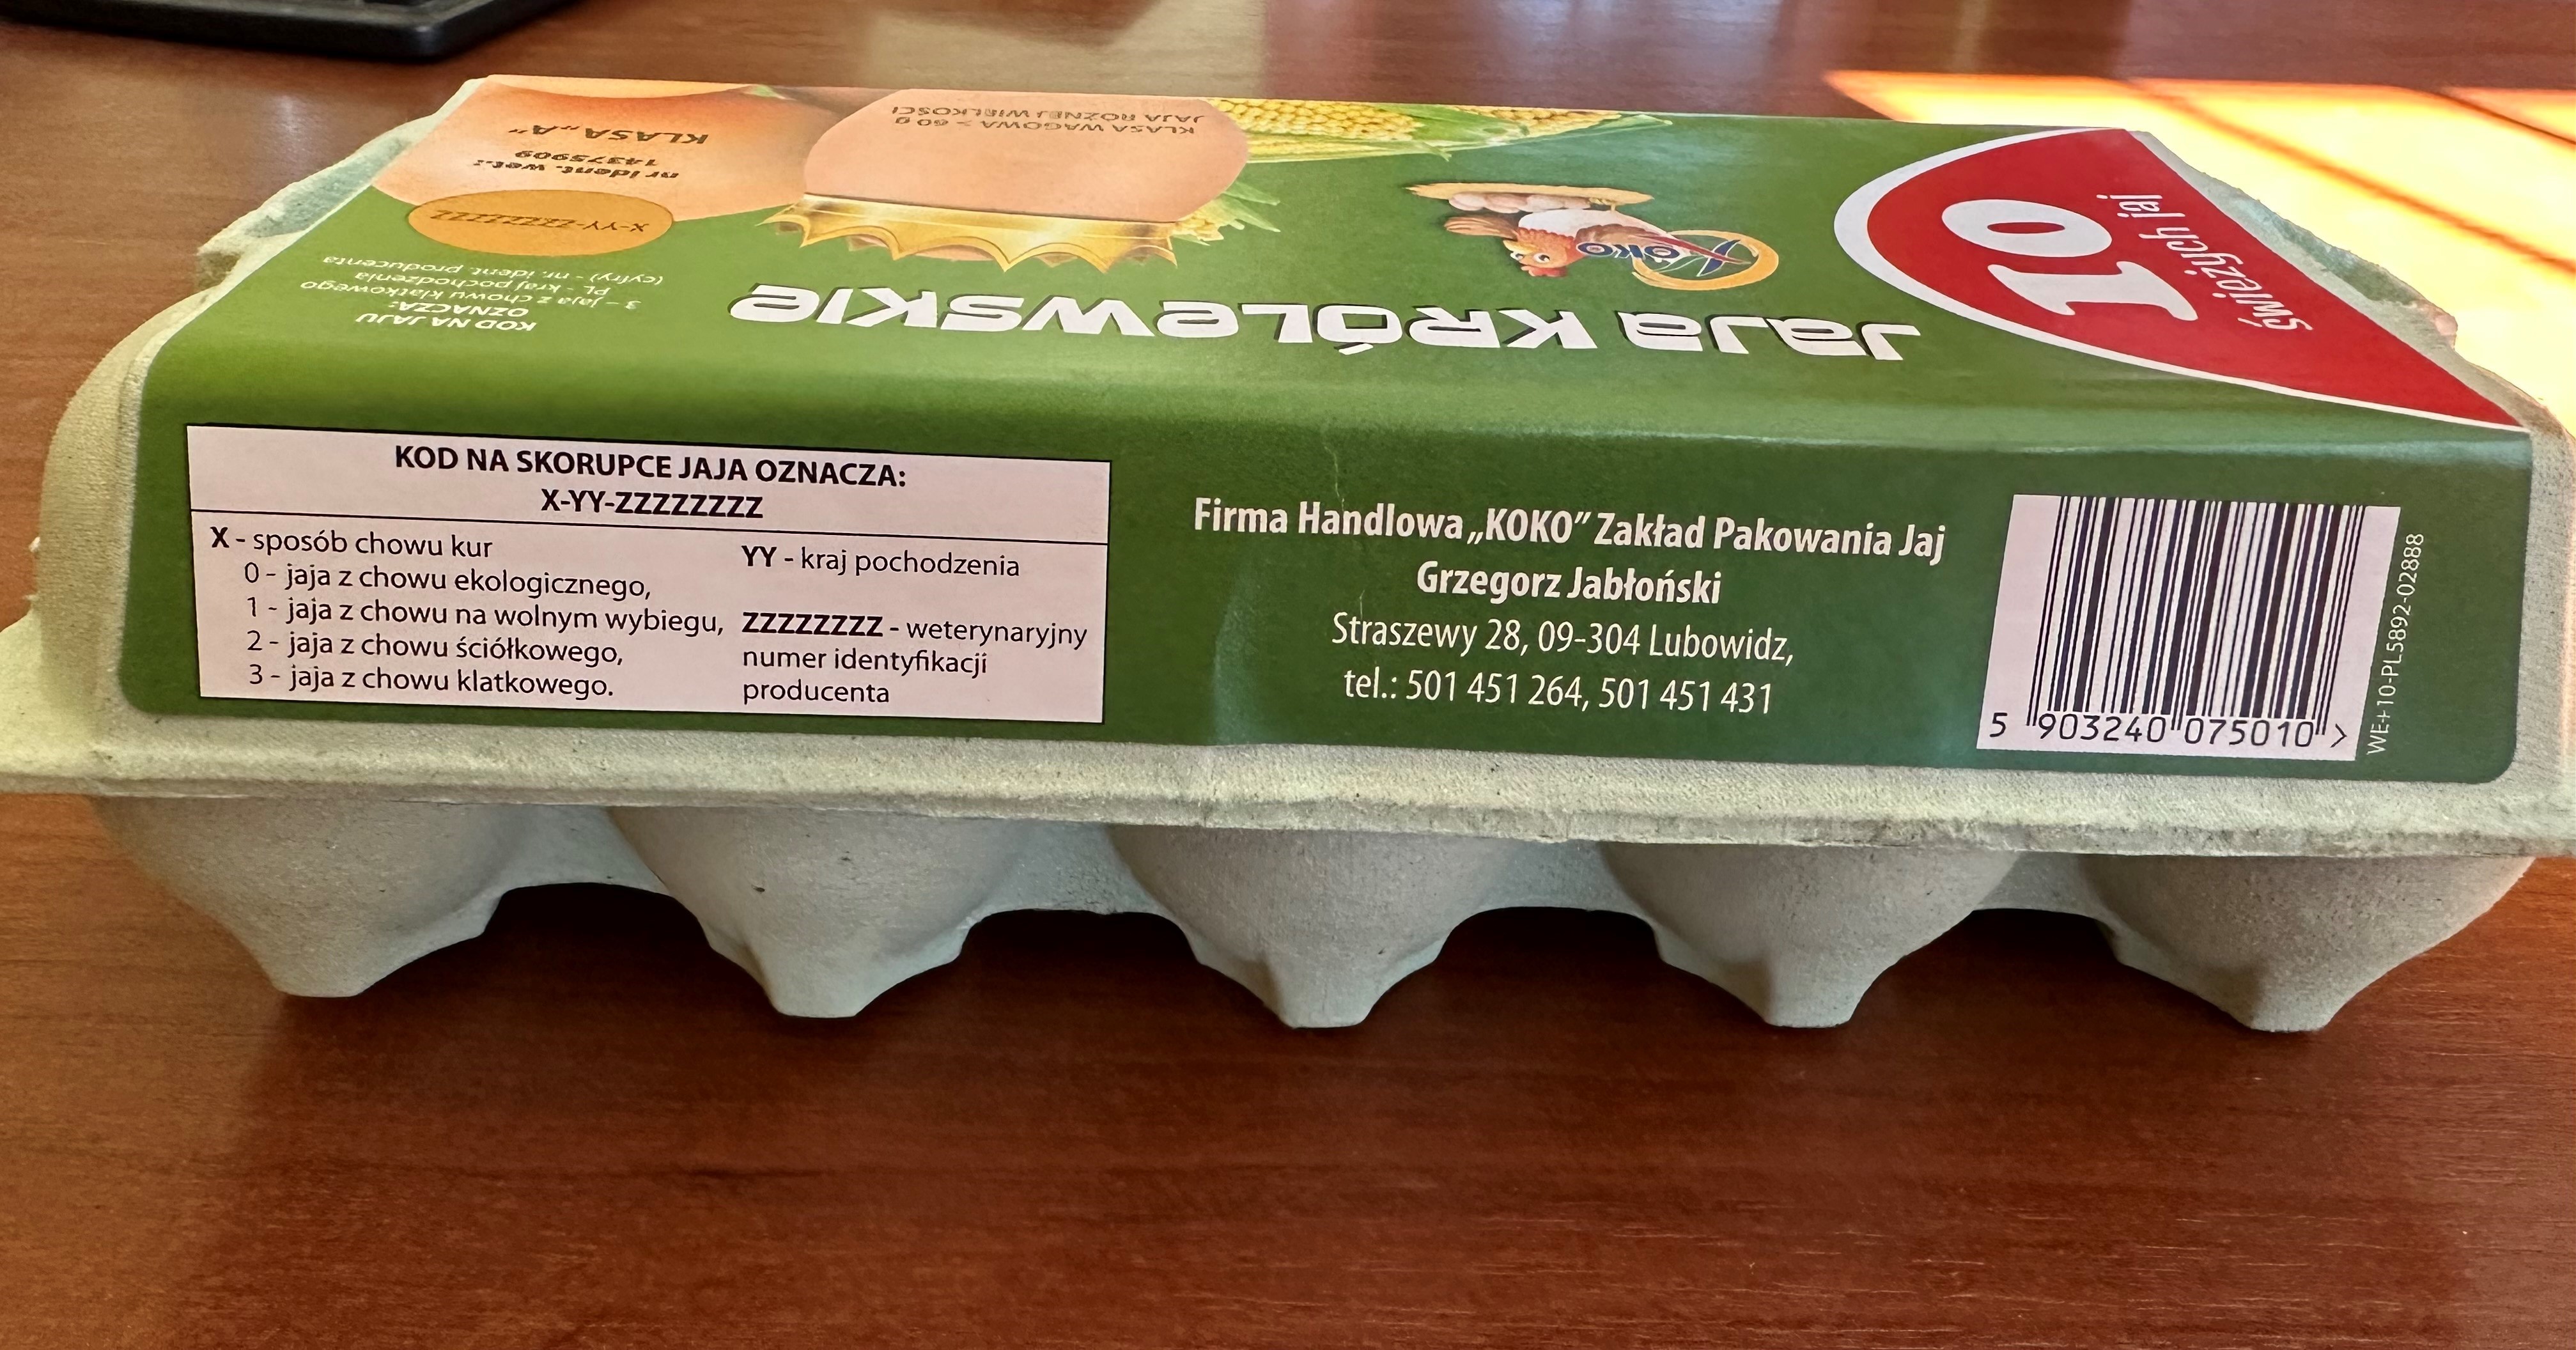 KLASA „A”
nr ident. wet.:
14375909
X-YY-ZZZZZZZZ
KOD NA JAJU
OZNACZA:
3 – jaja z chowu klatkowego
PL - kraj pochodzenia
(cyfry) - nr. ident. producenta
KLASA WAGOWA > 60 g
JAJA RÓŻNEJ WIELKOŚCI
KOKO
JAJA KRÓLEWSKIE
10
świeżych jaj
KOD NA SKORUPCE JAJA OZNACZA:
X-YY-ZZZZZZZZ
X - sposób chowu kur
0 - jaja z chowu ekologicznego,
1 - jaja z chowu na wolnym wybiegu,
2 - jaja z chowu ściółkowego,
3 - jaja z chowu klatkowego.
YY - kraj pochodzenia
ZZZZZZZZ - weterynaryjny
numer identyfikacji
producenta
Firma Handlowa „KOKO” Zakład Pakowania Jaj
Grzegorz Jabłoński
Straszewy 28, 09-304 Lubowidz,
tel.: 501 451 264, 501 451 431
5 903240 075010 >
WE+10-PL5892-02888